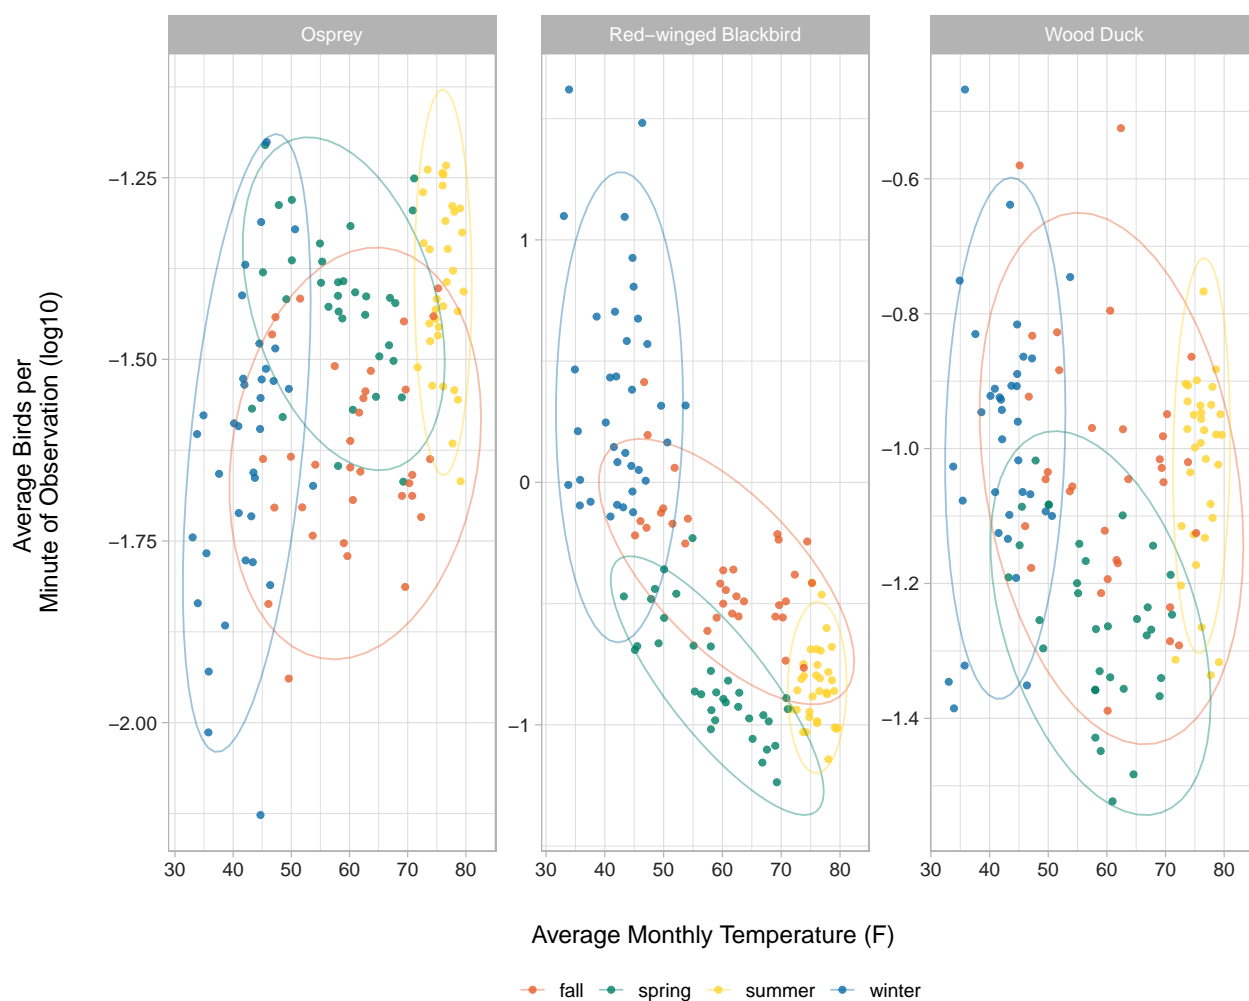 Osprey Red−winged Blackbird Wood Duck
−1.25
−1.50
−1.75
−2.00
1
0
−1
−0.6
−0.8
−1.0
−1.2
−1.4
30 40 50 60 70 80 30 40 50 60 70 80 30 40 50 60 70 80
Average Birds per
Minute of Observation (log10)
Average Monthly Temperature (F)
fall spring summer winter